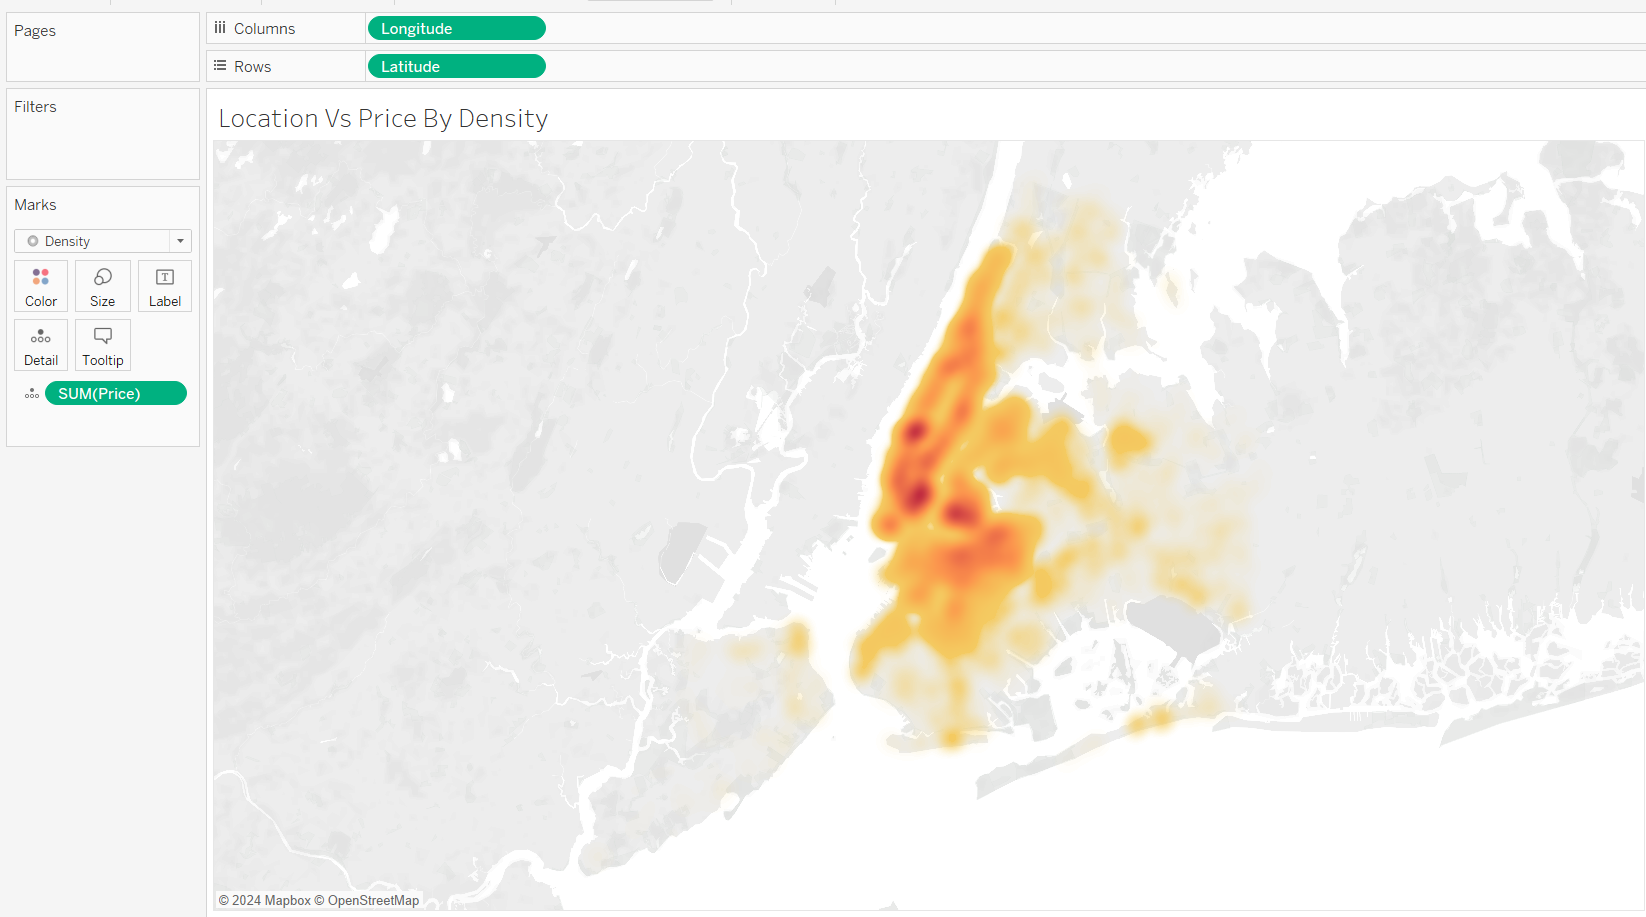 Pages
Columns
Longitude
Rows
Latitude
Filters
Location Vs Price By Density
Marks
Density
Color
Size
Label
Detail
Tooltip
SUM(Price)
© 2024 Mapbox © OpenStreetMap